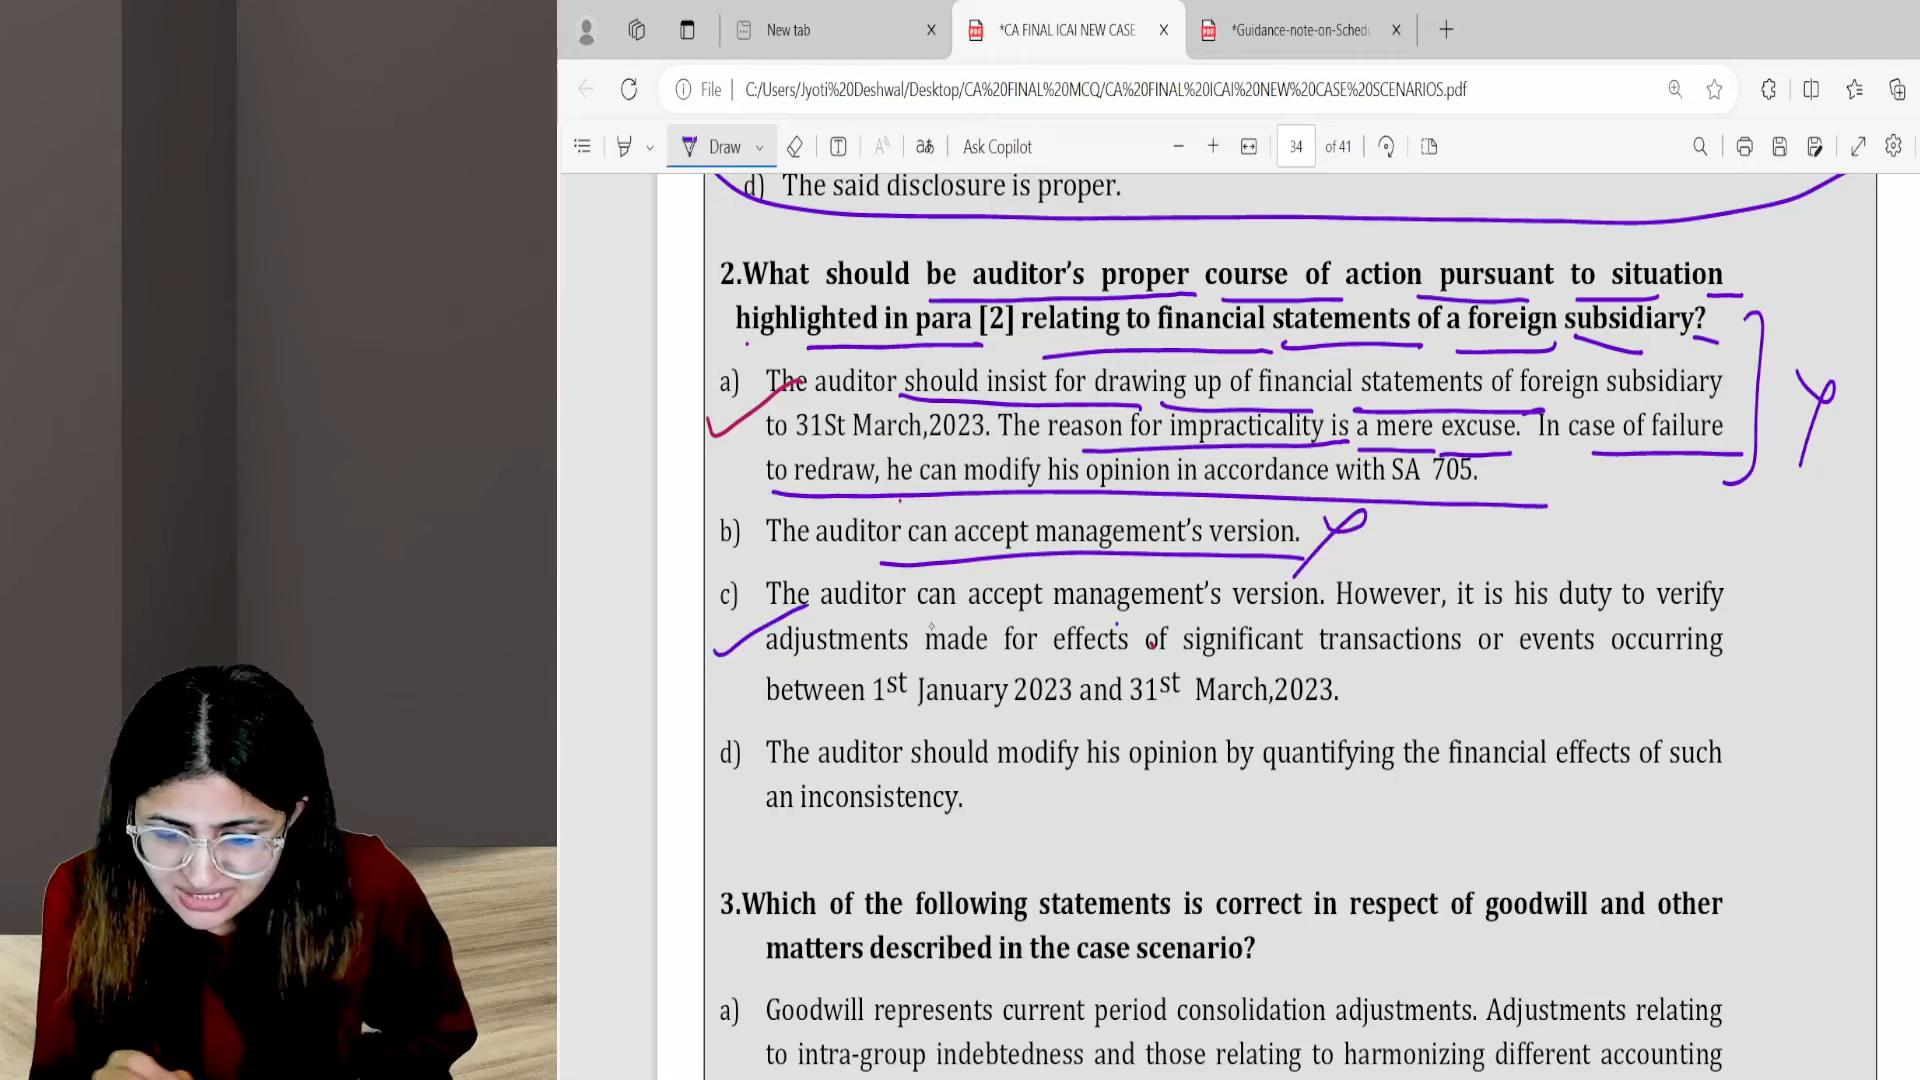 New tab
*CA FINAL ICAI NEW CASE
*Guidance-note-on-Schedu
File
C:/Users/Jyoti%20Deshwal/Desktop/CA%20FINAL%20MCQ/CA%20FINAL%20ICAI%20NEW%20CASE%20SCENARIOS.pdf
Draw
aあ
Ask Copilot
34 of 41
d) The said disclosure is proper.
2.What should be auditor’s proper course of action pursuant to situation
highlighted in para [2] relating to financial statements of a foreign subsidiary?
a) The auditor should insist for drawing up of financial statements of foreign subsidiary
to 31St March,2023. The reason for impracticality is a mere excuse. In case of failure
to redraw, he can modify his opinion in accordance with SA 705.
b) The auditor can accept management’s version.
c) The auditor can accept management’s version. However, it is his duty to verify
adjustments made for effects of significant transactions or events occurring
between 1st January 2023 and 31st March,2023.
d) The auditor should modify his opinion by quantifying the financial effects of such
an inconsistency.
3.Which of the following statements is correct in respect of goodwill and other
matters described in the case scenario?
a) Goodwill represents current period consolidation adjustments. Adjustments relating
to intra-group indebtedness and those relating to harmonizing different accounting